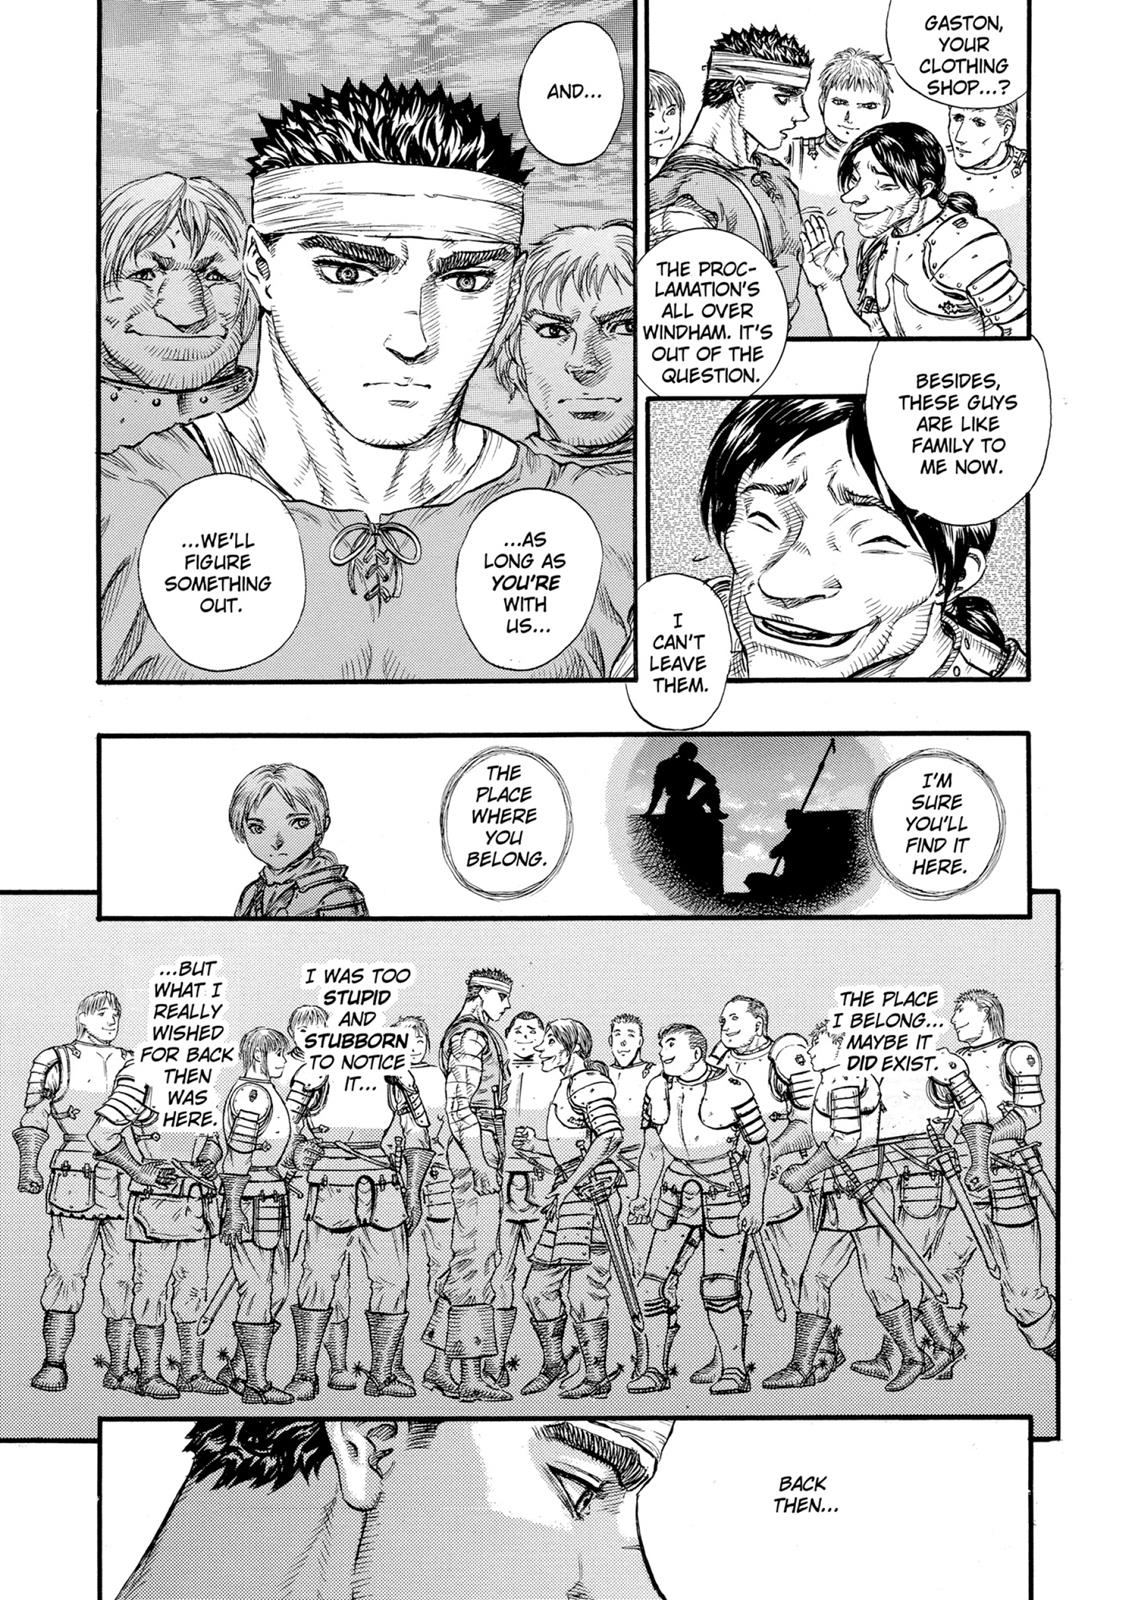 GASTON,
YOUR
CLOTHING
SHOP...?
THE PROC-
LAMATION'S
ALL OVER
WINDHAM. IT'S
OUT OF THE
QUESTION.
BESIDES,
THESE GUYS
ARE LIKE
FAMILY TO
ME NOW.
I
CAN'T
LEAVE
THEM.
AND...
...AS
LONG AS
YOU'RE
WITH
US...
...WE'LL
FIGURE
SOMETHING
OUT.
I'M
SURE
YOU'LL
FIND IT
HERE.
THE
PLACE
WHERE
YOU
BELONG.
THE PLACE
I BELONG...
MAYBE IT
DID EXIST.
I WAS TOO
STUPID
AND
STUBBORN
TO NOTICE
IT...
...BUT
WHAT I
REALLY
WISHED
FOR BACK
THEN
WAS
HERE.
BACK
THEN...